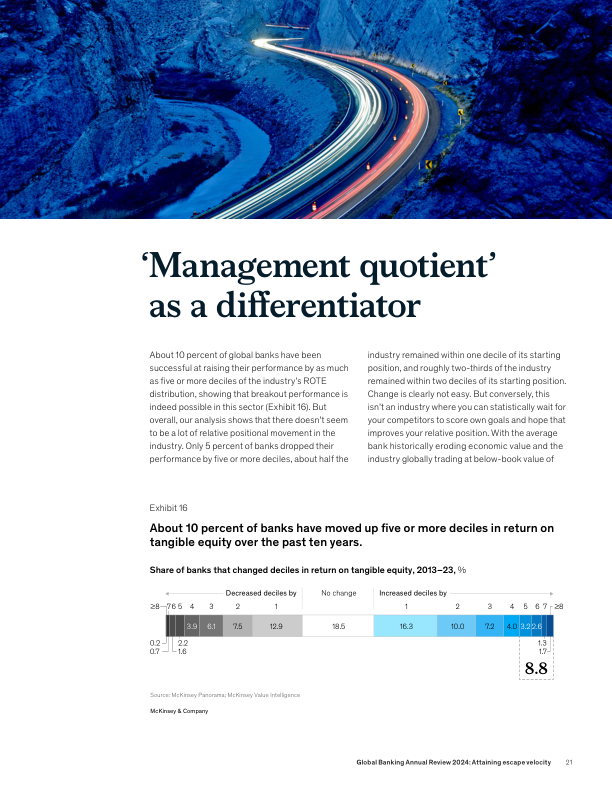 ‘Management quotient’
as a differentiator
About 10 percent of global banks have been
successful at raising their performance by as much
as five or more deciles of the industry’s ROTE
distribution, showing that breakout performance is
indeed possible in this sector (Exhibit 16). But
overall, our analysis shows that there doesn’t seem
to be a lot of relative positional movement in the
industry. Only 5 percent of banks dropped their
performance by five or more deciles, about half the
industry remained within one decile of its starting
position, and roughly two-thirds of the industry
remained within two deciles of its starting position.
Change is clearly not easy. But conversely, this
isn’t an industry where you can statistically wait for
your competitors to score own goals and hope that
improves your relative position. With the average
bank historically eroding economic value and the
industry globally trading at below-book value of
Exhibit 16
About 10 percent of banks have moved up five or more deciles in return on
tangible equity over the past ten years.
Share of banks that changed deciles in return on tangible equity, 2013–23, %
Decreased deciles by No change Increased deciles by
≥8 7 6 5 4 3 2 1 1 2 3 4 5 6 7 ≥8
3.9 6.1 7.5 12.9 18.5 16.3 10.0 7.2 4.0 3.2 2.6
0.2 2.2 1.3
0.7 1.6 1.7
8.8
Source: McKinsey Panorama; McKinsey Value Intelligence
McKinsey & Company
Global Banking Annual Review 2024: Attaining escape velocity 21